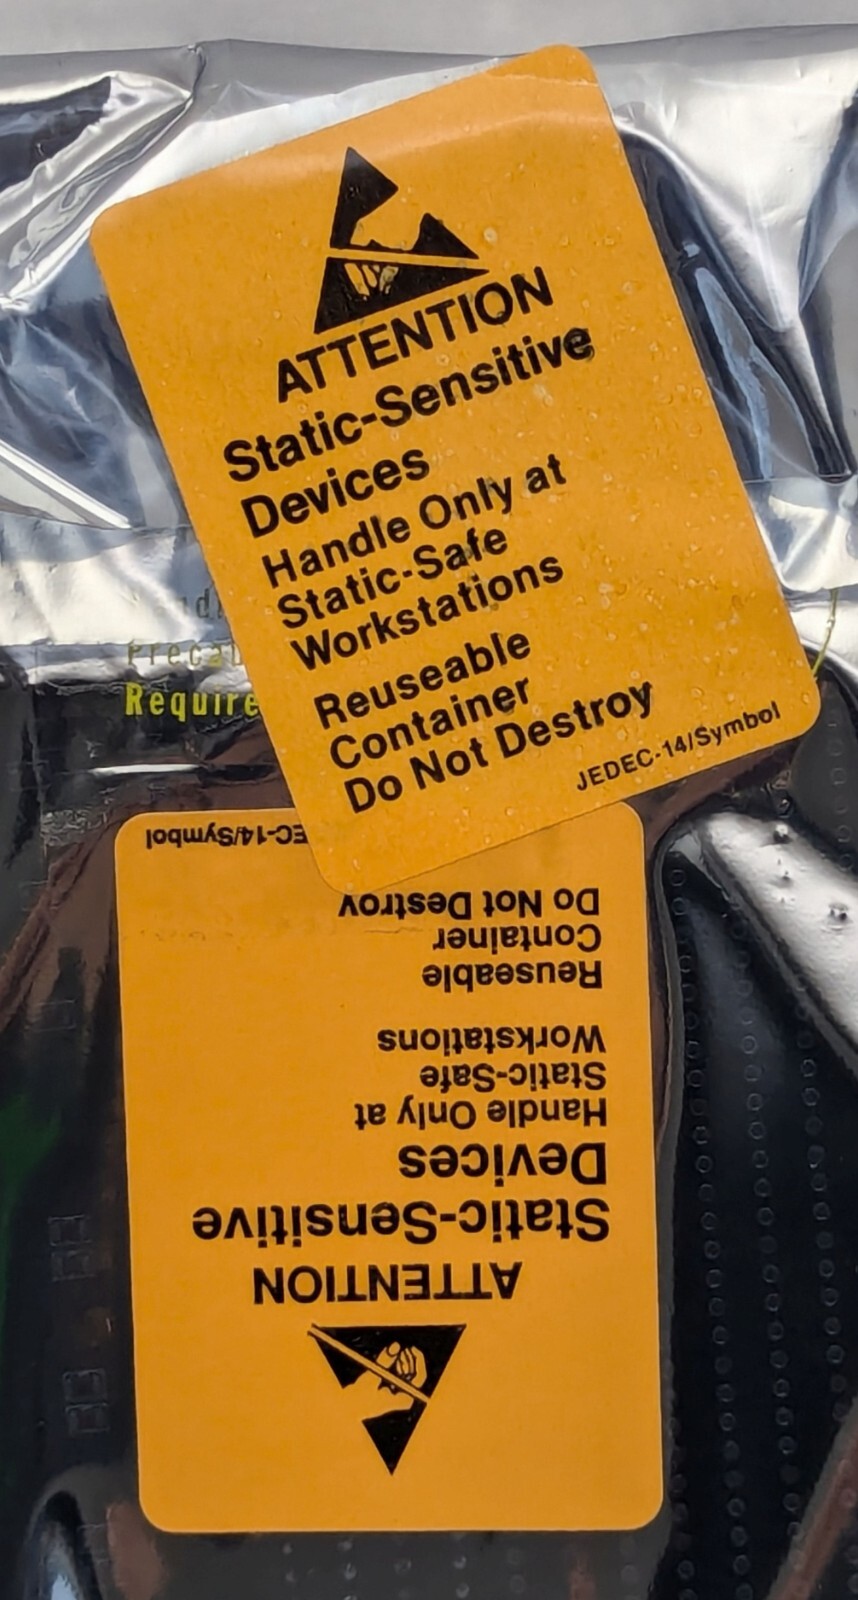 ATTENTION
Static-Sensitive
Devices
Handle Only at
Static-Safe
Workstations
Reuseable
Container
Do Not Destroy
JEDEC-14/Symbol
Require
ATTENTION
Static-Sensitive
Devices
Handle Only at
Static-Safe
Workstations
Reuseable
Container
Do Not Destroy
EC-14/Symbol